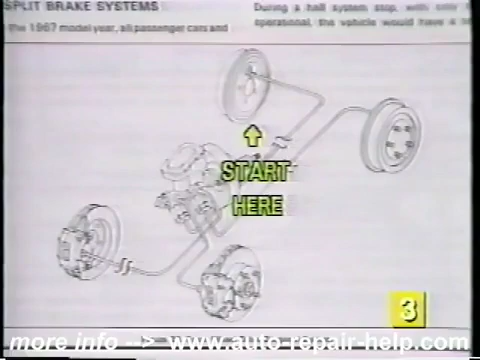 SPLIT BRAKE SYSTEMS
the 1967 model year, all passenger cars and
During a half system stop, with only
operational, the vehicle would have a
START
HERE
3
more info --> www.auto-repair-help.com